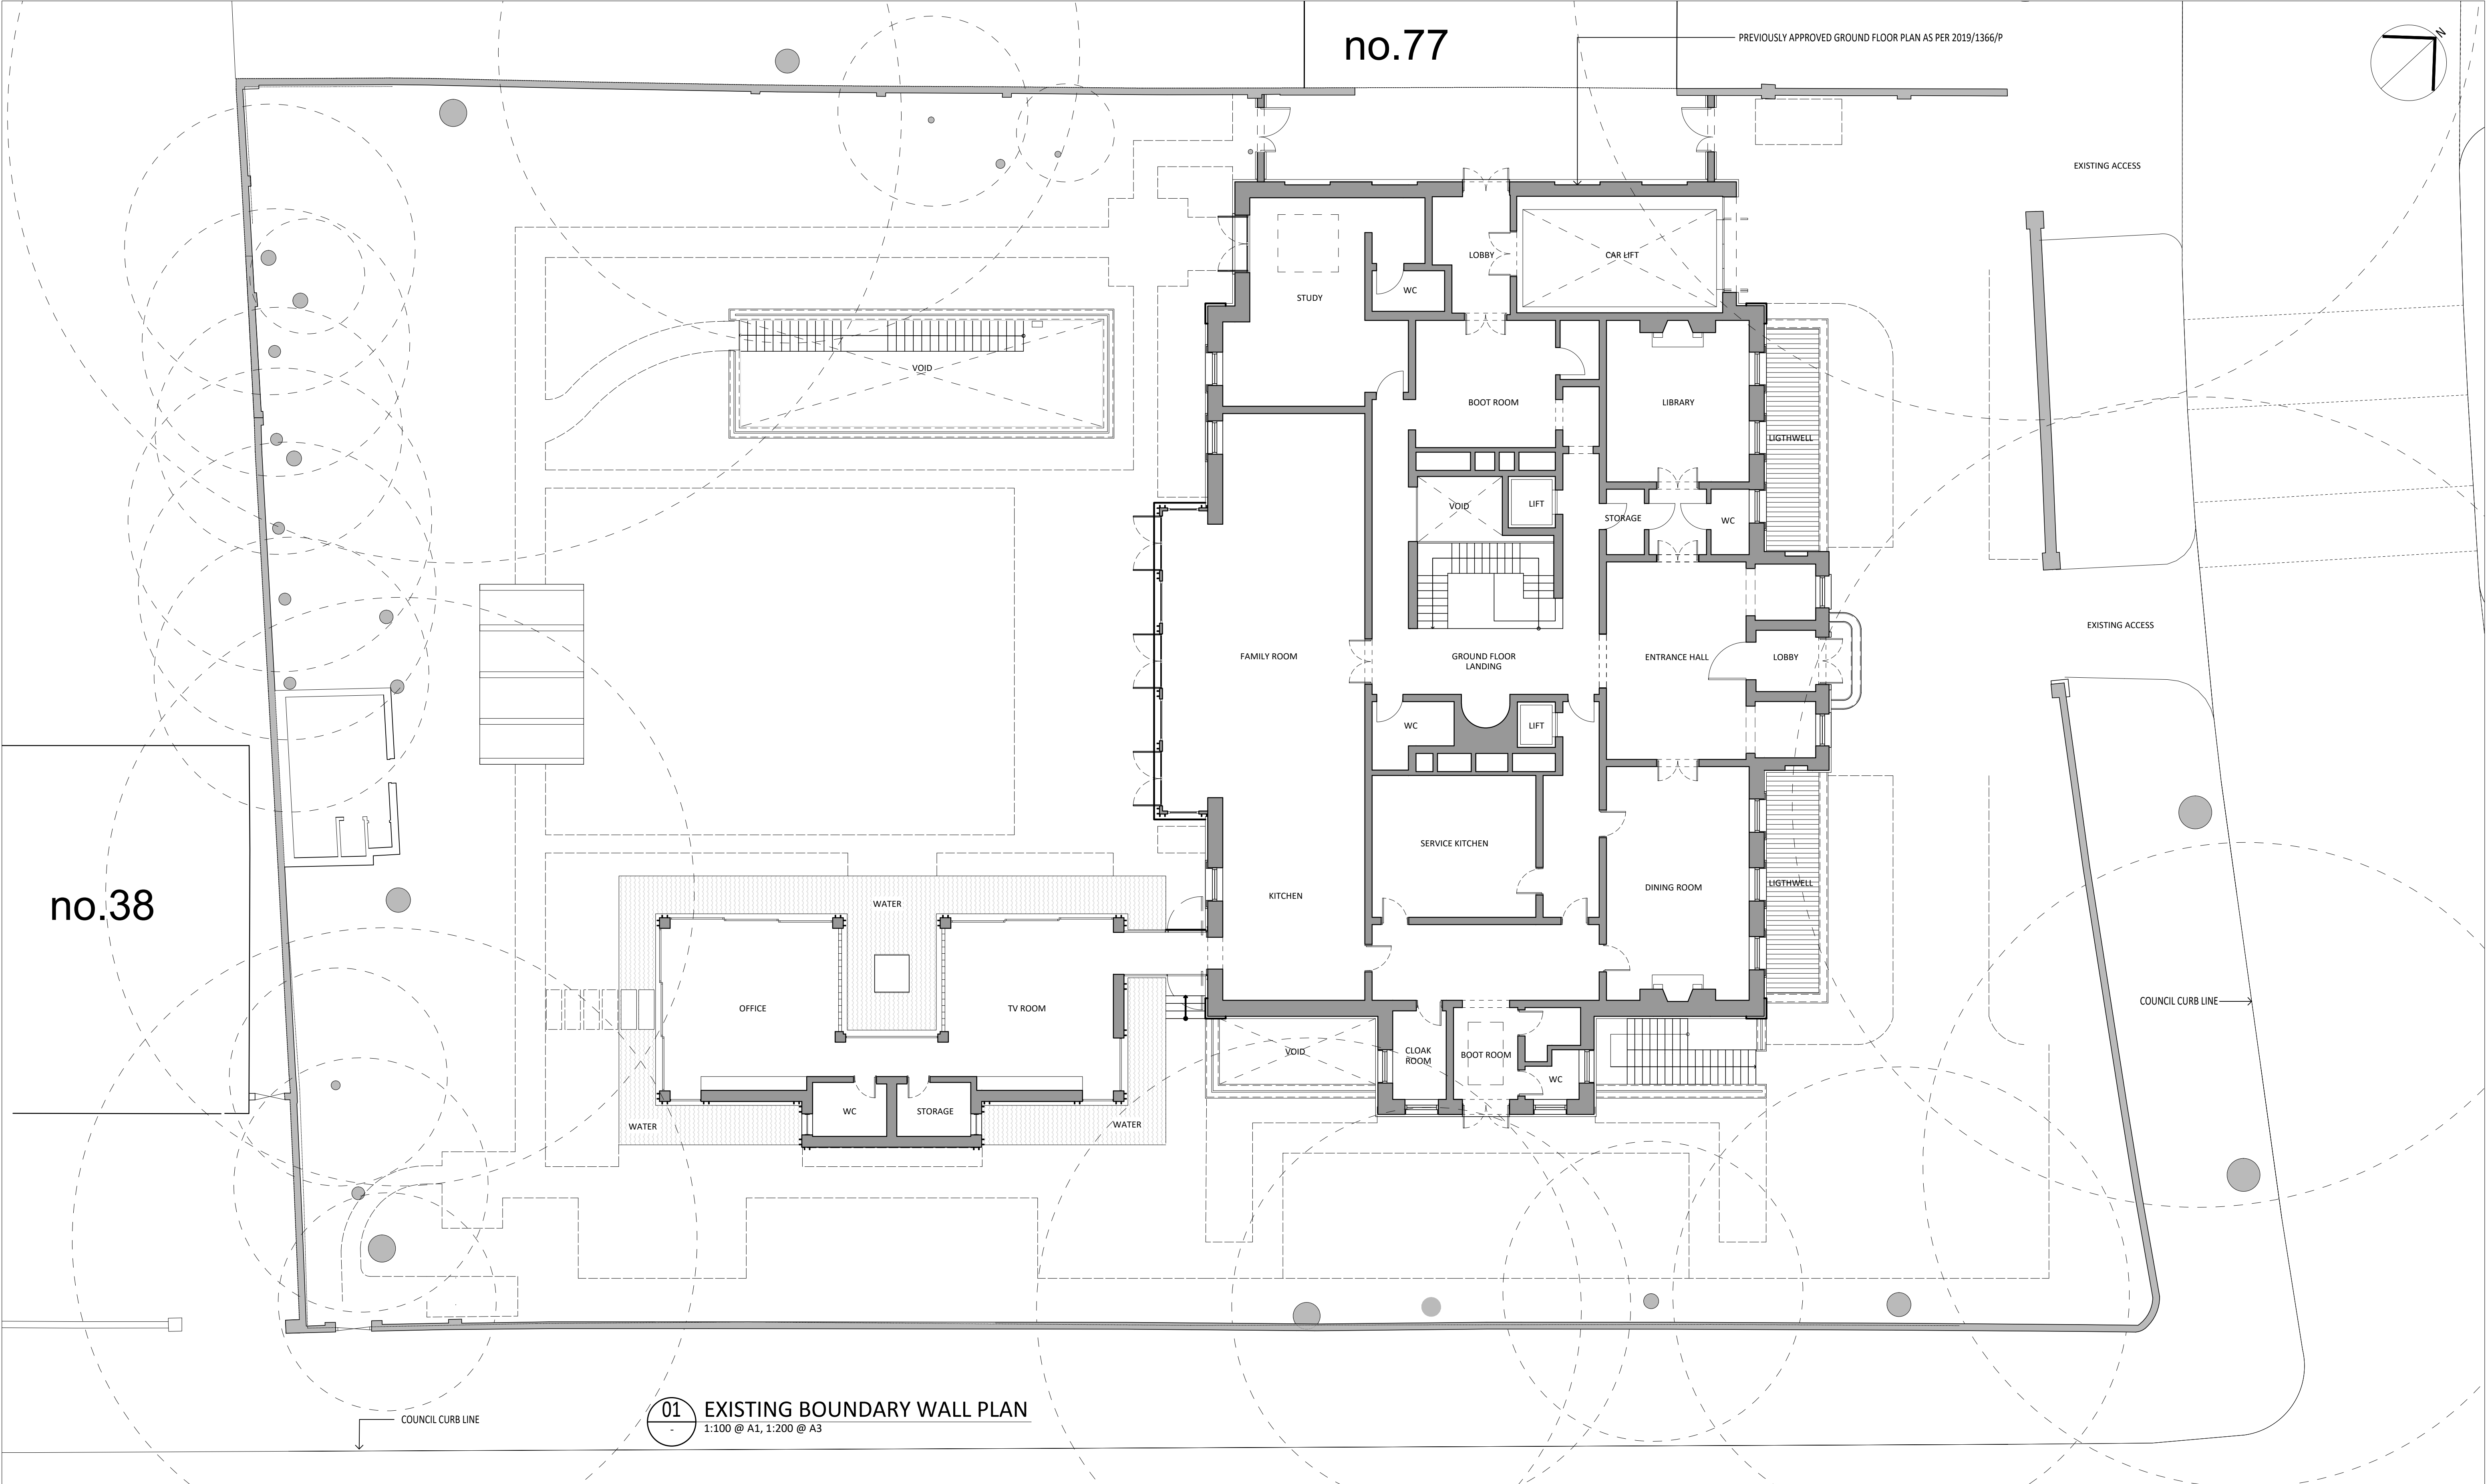 no.77
PREVIOUSLY APPROVED GROUND FLOOR PLAN AS PER 2019/1366/P
N
EXISTING ACCESS
LOBBY
CAR LIFT
WC
STUDY
VOID
BOOT ROOM
LIBRARY
LIGTHWELL
VOID
LIFT
STORAGE
WC
EXISTING ACCESS
FAMILY ROOM
GROUND FLOOR
LANDING
ENTRANCE HALL
LOBBY
WC
LIFT
SERVICE KITCHEN
DINING ROOM
LIGTHWELL
KITCHEN
no.38
WATER
OFFICE
TV ROOM
COUNCIL CURB LINE
VOID
CLOAK
ROOM
BOOT ROOM
WC
WC
STORAGE
WATER
WATER
01
-
EXISTING BOUNDARY WALL PLAN
1:100 @ A1, 1:200 @ A3
COUNCIL CURB LINE